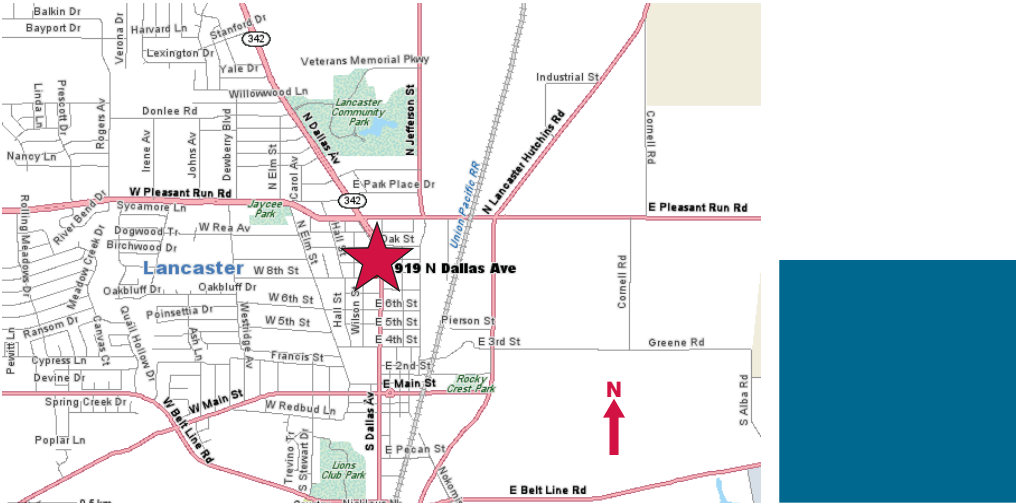 Balkin Dr
Bayport Dr
Verona Dr
Harvard Ln
Stanford Dr
342
Lexington Dr
Yale Dr
Veterans Memorial Pkwy
Industrial St
Willowwood Ln
Linda Ln
Prescott Dr
Rogers Av
Donlee Rd
Lancaster
Community
Park
N Dallas Av
N Jefferson St
Cornell Rd
Irene Av
Johns Av
Dewberry Blvd
N Elm St
Carol Av
Nancy Ln
N Lancaster Hutchins Rd
Union Pacific RR
E Park Place Dr
W Pleasant Run Rd
342
Rolling Meadows Dr
River Bend Dr
Sycamore Ln
Jaycee
Park
E Pleasant Run Rd
Dogwood Tr
W Rea Av
N Elm St
Hall St
Oak St
Birchwood Dr
Meadow Creek Dr
Lancaster
W 8th St
919 N Dallas Ave
Cornell Rd
Oakbluff Dr
Oakbluff Dr
W 6th St
Hall St
Wilson St
E 6th St
Poinsettia Dr
Westridge Av
W 5th St
E 5th St
Pierson St
Pewitt Ln
Ransom Dr
Canvas Ct
Quail Hollow Dr
Ash Ln
E 4th St
E 3rd St
Greene Rd
Cypress Ln
Francis St
E 2nd St
Devine Dr
E Main St
Rocky
Crest Park
N
S Alba Rd
Spring Creek Dr
W Main St
W Redbud Ln
W Belt Line Rd
S Dallas Av
Poplar Ln
Trevino Tr
S Stewart Dr
E Pecan St
Lions
Club Park
E Belt Line Rd